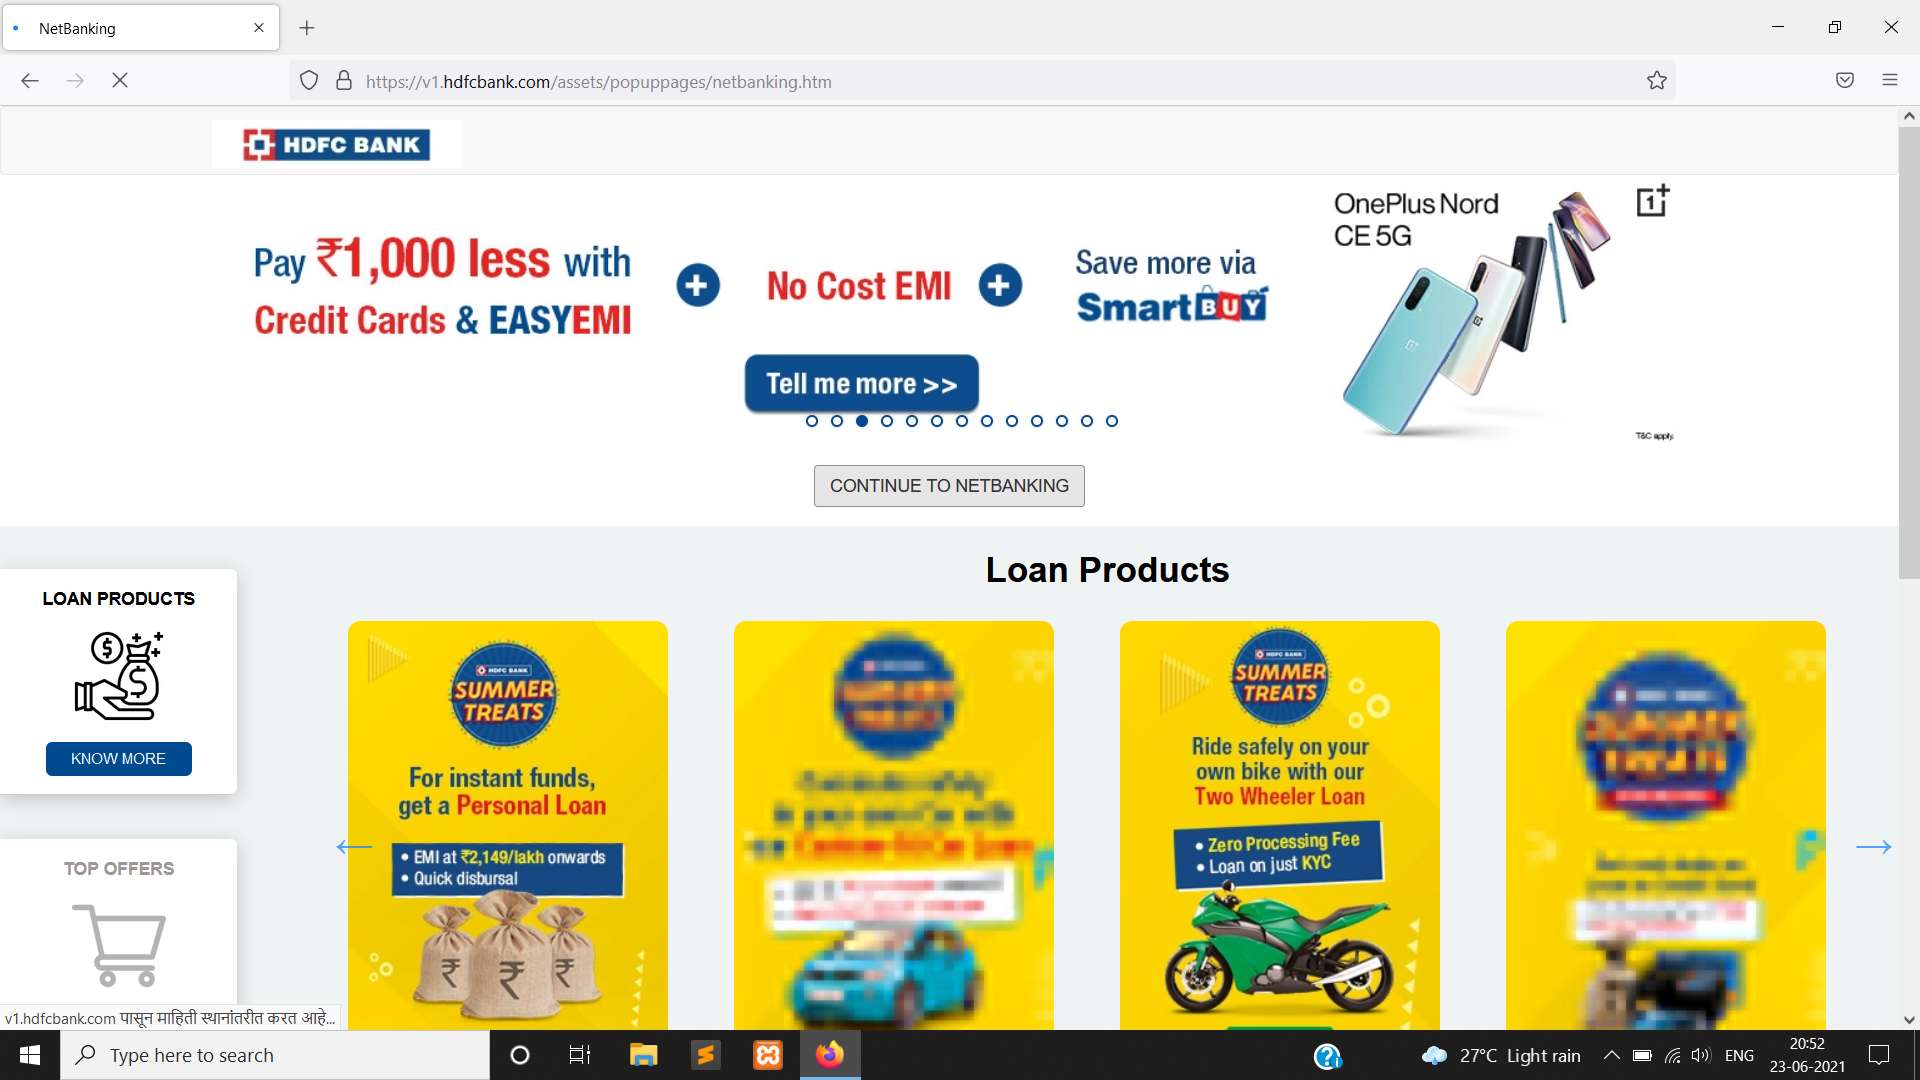 NetBanking
https://v1.hdfcbank.com/assets/popuppages/netbanking.htm
HDFC BANK
Pay ₹1,000 less with
Credit Cards & EASYEMI
No Cost EMI
Save more via
SmartBUY
OnePlus Nord
CE 5G
Tell me more >>
T&C apply.
CONTINUE TO NETBANKING
Loan Products
LOAN PRODUCTS
KNOW MORE
TOP OFFERS
HDFC BANK
SUMMER
TREATS
For instant funds,
get a Personal Loan
• EMI at ₹2,149/lakh onwards
• Quick disbursal
HDFC BANK
SUMMER
TREATS
Ride safely on your
own bike with our
Two Wheeler Loan
• Zero Processing Fee
• Loan on just KYC
v1.hdfcbank.com पासून माहिती स्थानांतरीत करत आहे...
Type here to search
27°C Light rain
ENG
20:52
23-06-2021